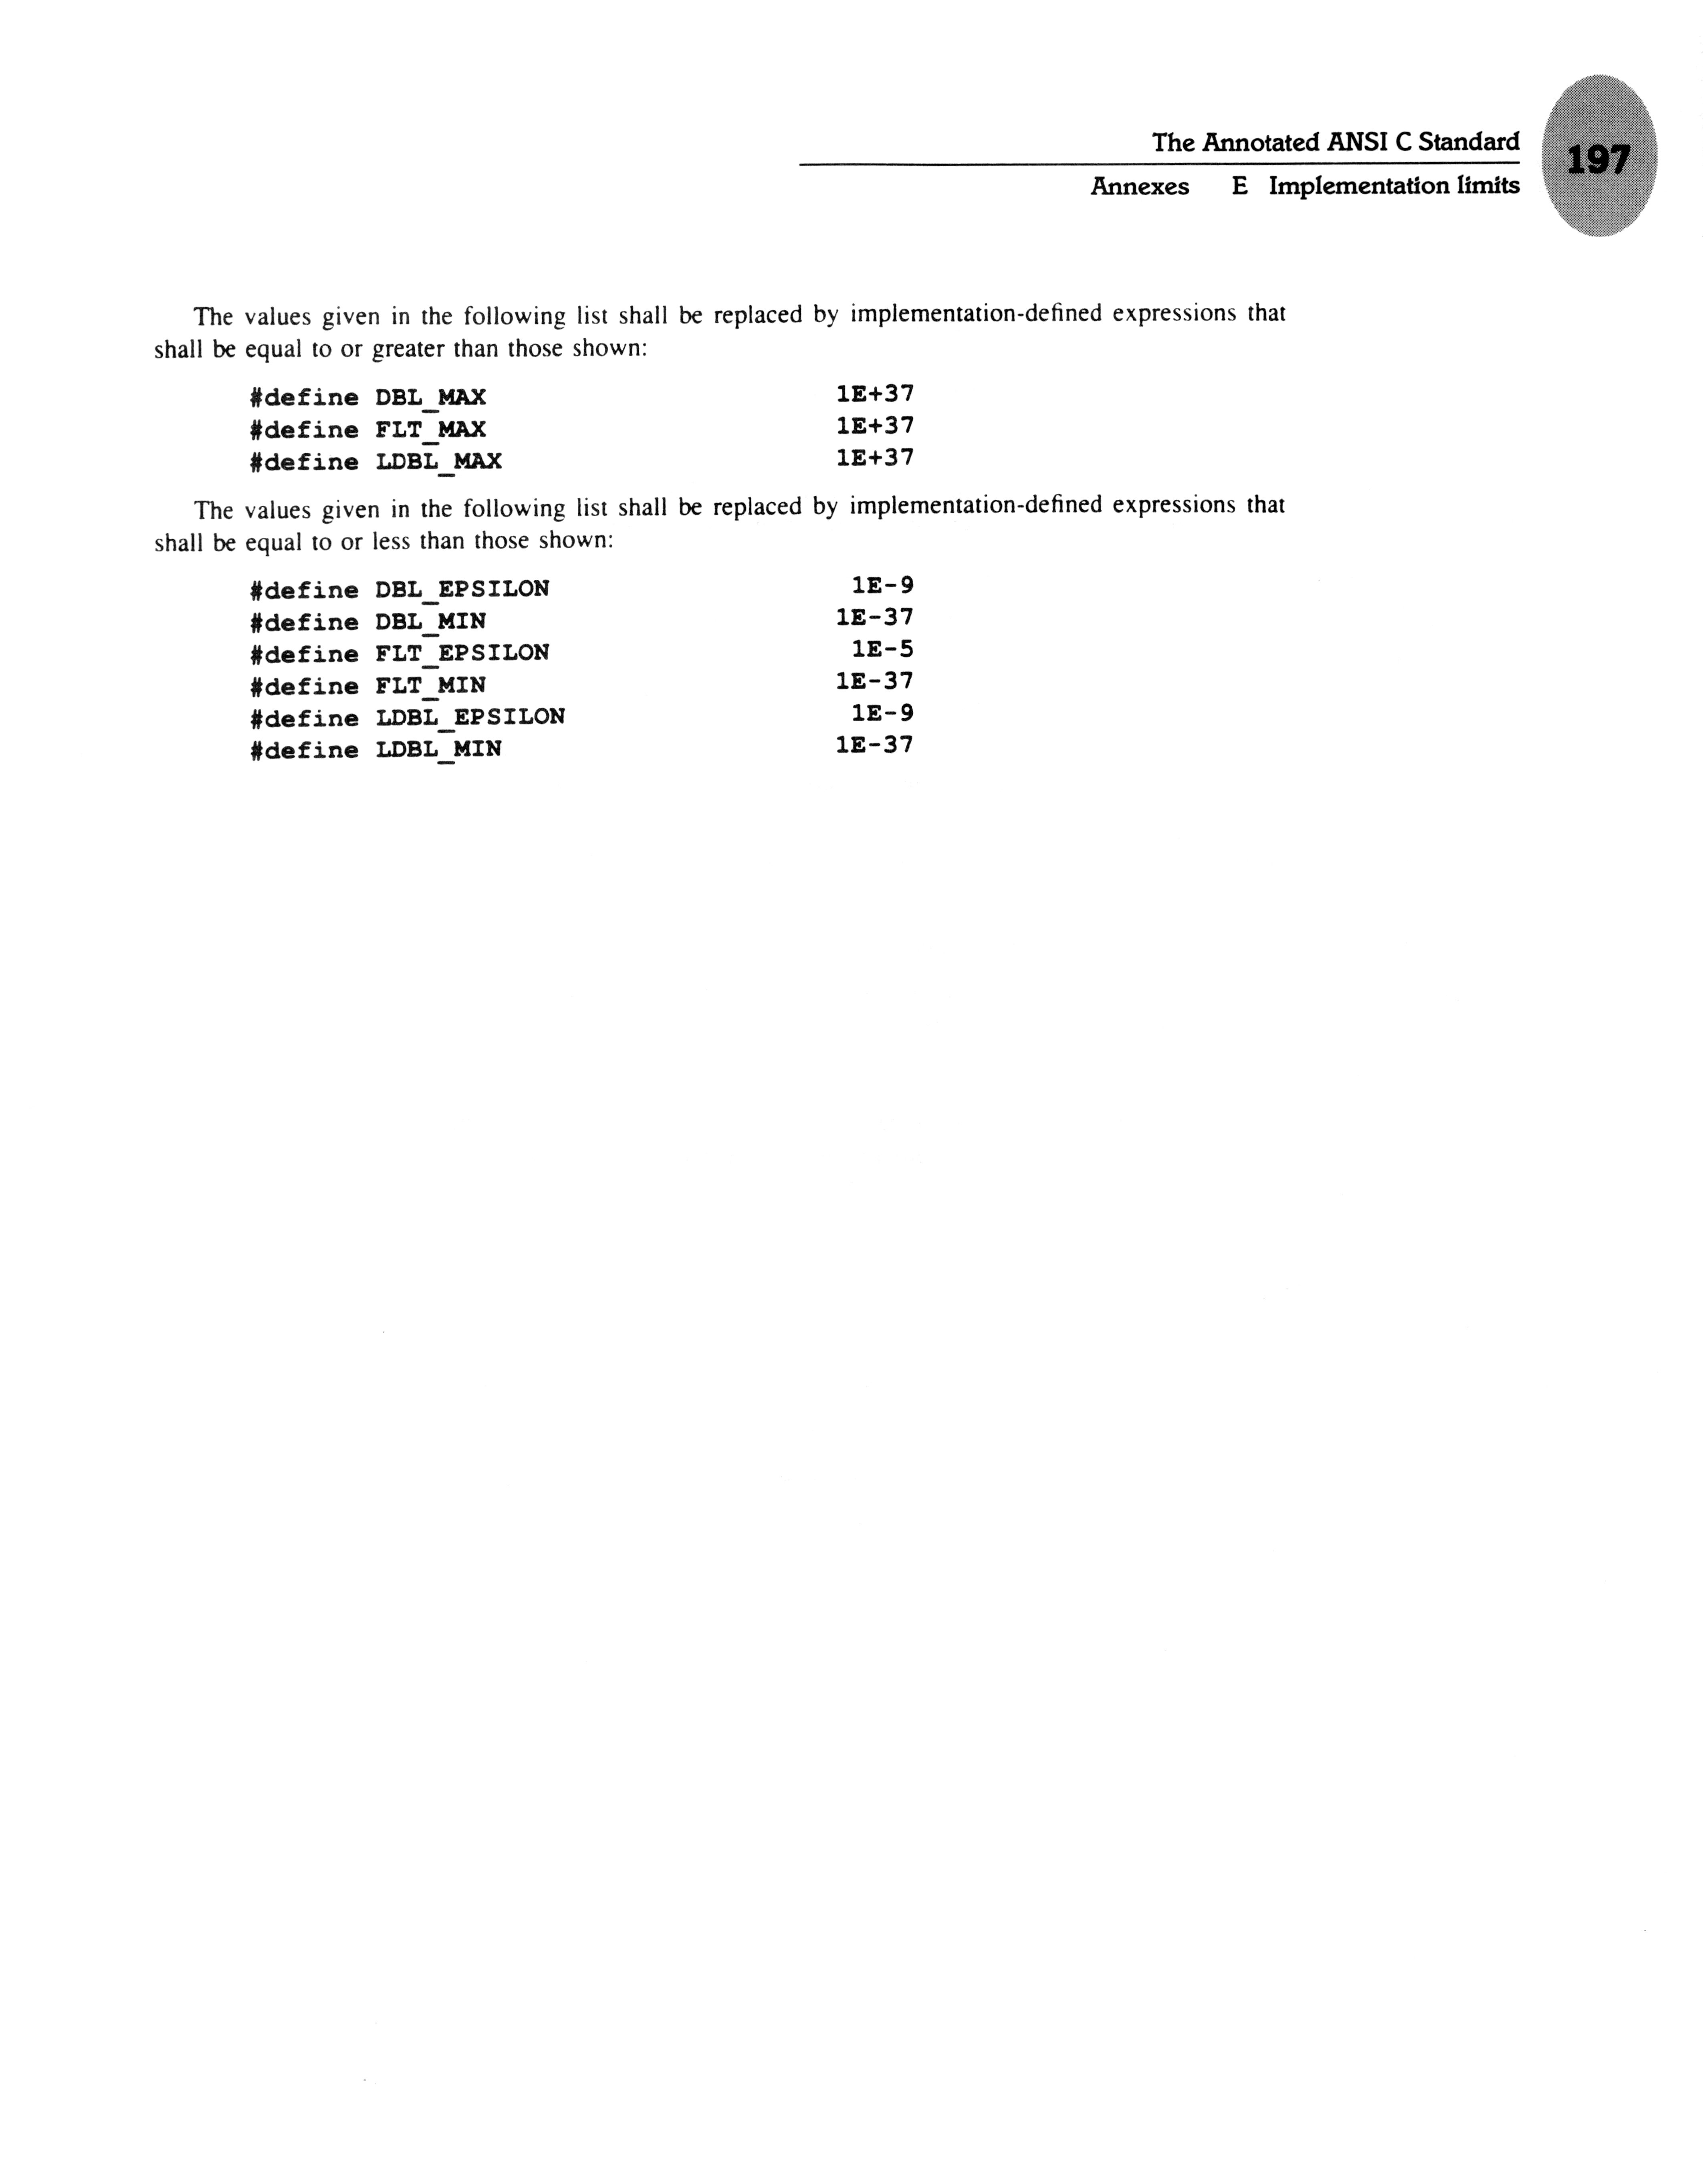 The Annotated ANSI C Standard
197
Annexes E Implementation limits
The values given in the following list shall be replaced by implementation-defined expressions that
shall be equal to or greater than those shown:
#define DBL_MAX 1E+37
#define FLT_MAX 1E+37
#define LDBL_MAX 1E+37
The values given in the following list shall be replaced by implementation-defined expressions that
shall be equal to or less than those shown:
#define DBL_EPSILON 1E-9
#define DBL_MIN 1E-37
#define FLT_EPSILON 1E-5
#define FLT_MIN 1E-37
#define LDBL_EPSILON 1E-9
#define LDBL_MIN 1E-37